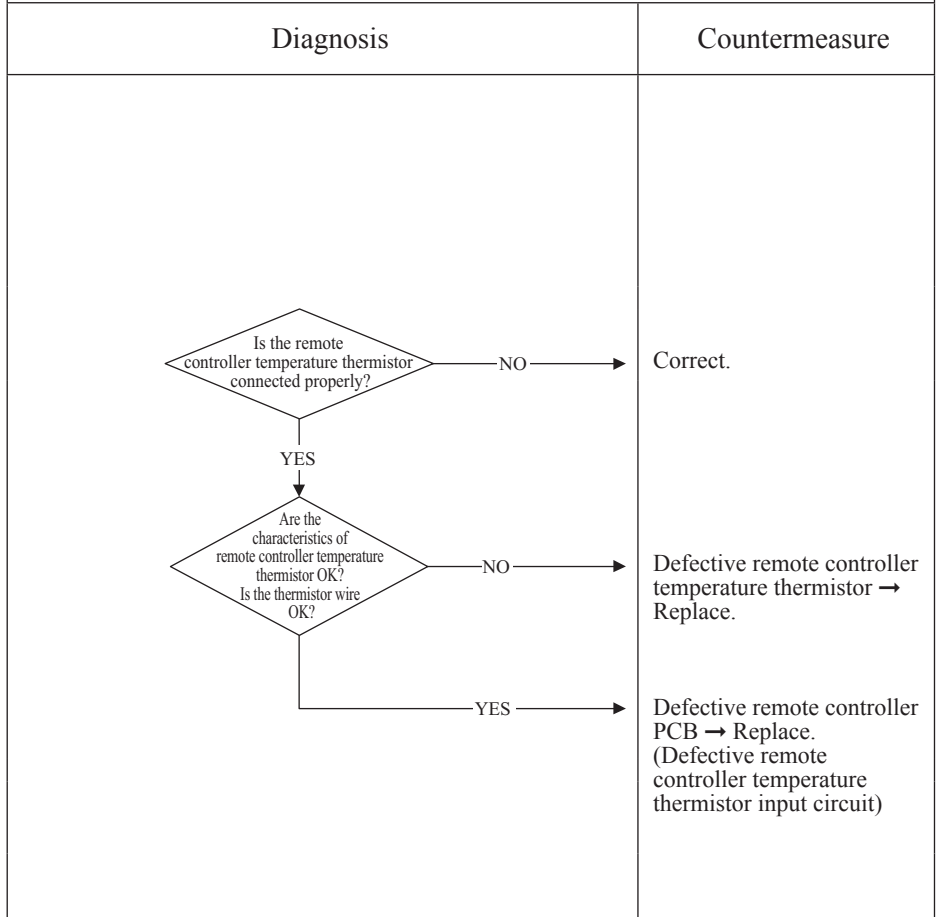 Diagnosis
Countermeasure
Is the remote
controller temperature thermistor
connected properly?
NO
Correct.
YES
Are the
characteristics of
remote controller temperature
thermistor OK?
Is the thermistor wire
OK?
NO
Defective remote controller
temperature thermistor →
Replace.
YES
Defective remote controller
PCB → Replace.
(Defective remote
controller temperature
thermistor input circuit)